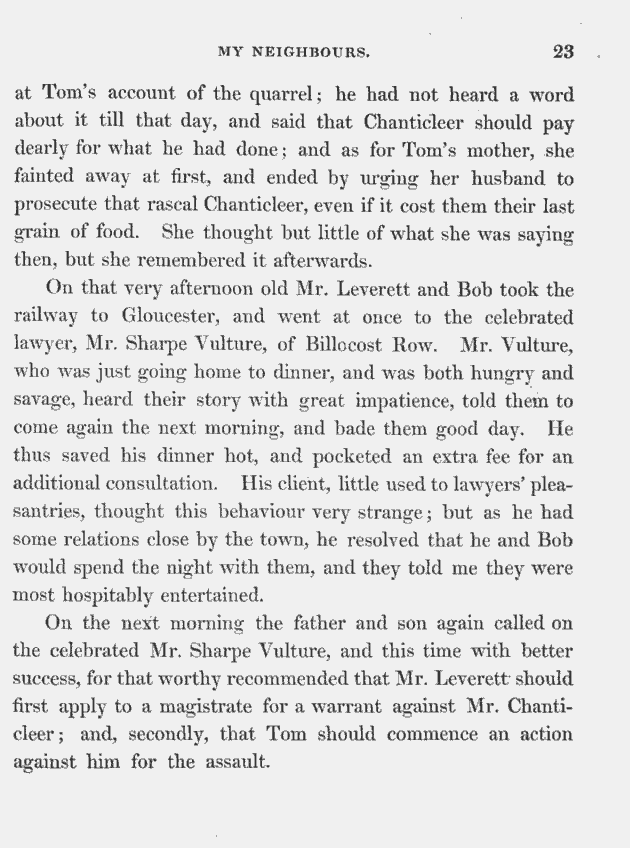 MY NEIGHBOURS. 23
at Tom's account of the quarrel; he had not heard a word
about it till that day, and said that Chanticleer should pay
dearly for what he had done; and as for Tom's mother, she
fainted away at first, and ended by urging her husband to
prosecute that rascal Chanticleer, even if it cost them their last
grain of food. She thought but little of what she was saying
then, but she remembered it afterwards.
On that very afternoon old Mr. Leverett and Bob took the
railway to Gloucester, and went at once to the celebrated
lawyer, Mr. Sharpe Vulture, of Billocost Row. Mr. Vulture,
who was just going home to dinner, and was both hungry and
savage, heard their story with great impatience, told them to
come again the next morning, and bade them good day. He
thus saved his dinner hot, and pocketed an extra fee for an
additional consultation. His client, little used to lawyers' plea-
santries, thought this behaviour very strange; but as he had
some relations close by the town, he resolved that he and Bob
would spend the night with them, and they told me they were
most hospitably entertained.
On the next morning the father and son again called on
the celebrated Mr. Sharpe Vulture, and this time with better
success, for that worthy recommended that Mr. Leverett should
first apply to a magistrate for a warrant against Mr. Chanti-
cleer; and, secondly, that Tom should commence an action
against him for the assault.